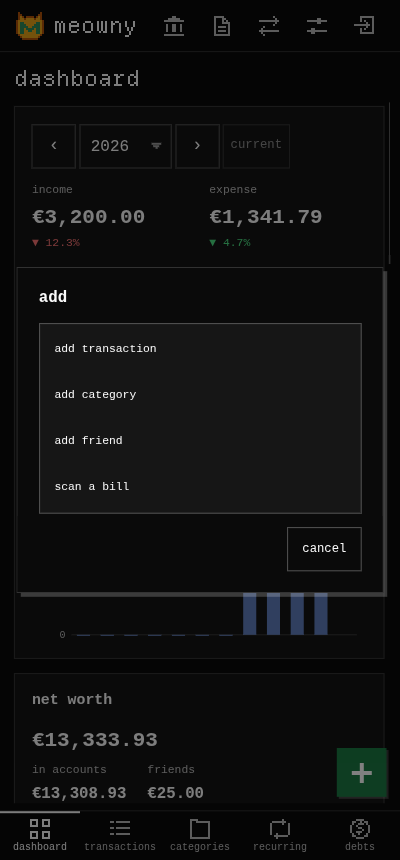 meowny
dashboard
‹ 2026 › current
income expense
€3,200.00 €1,341.79
▼ 12.3% ▼ 4.7%
add
add transaction
add category
add friend
scan a bill
cancel
0
net worth
€13,333.93
in accounts friends
€13,308.93 €25.00
+
dashboard transactions categories recurring debts